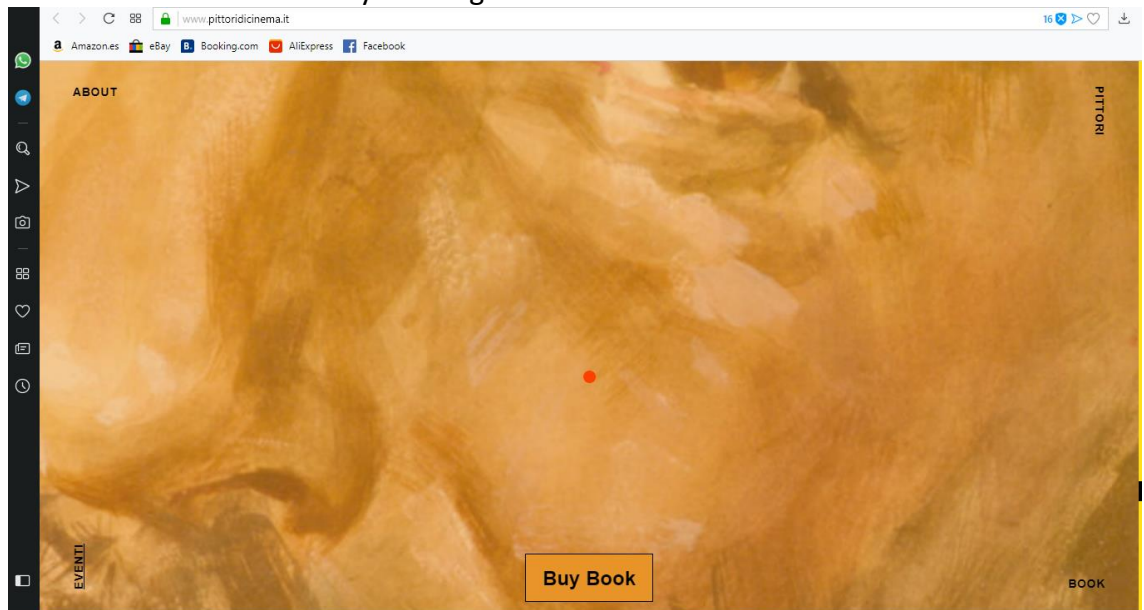 www.pittoridicinema.it
16
Amazon.es eBay Booking.com AliExpress Facebook
ABOUT
PITTORI
EVENTI
Buy Book
BOOK